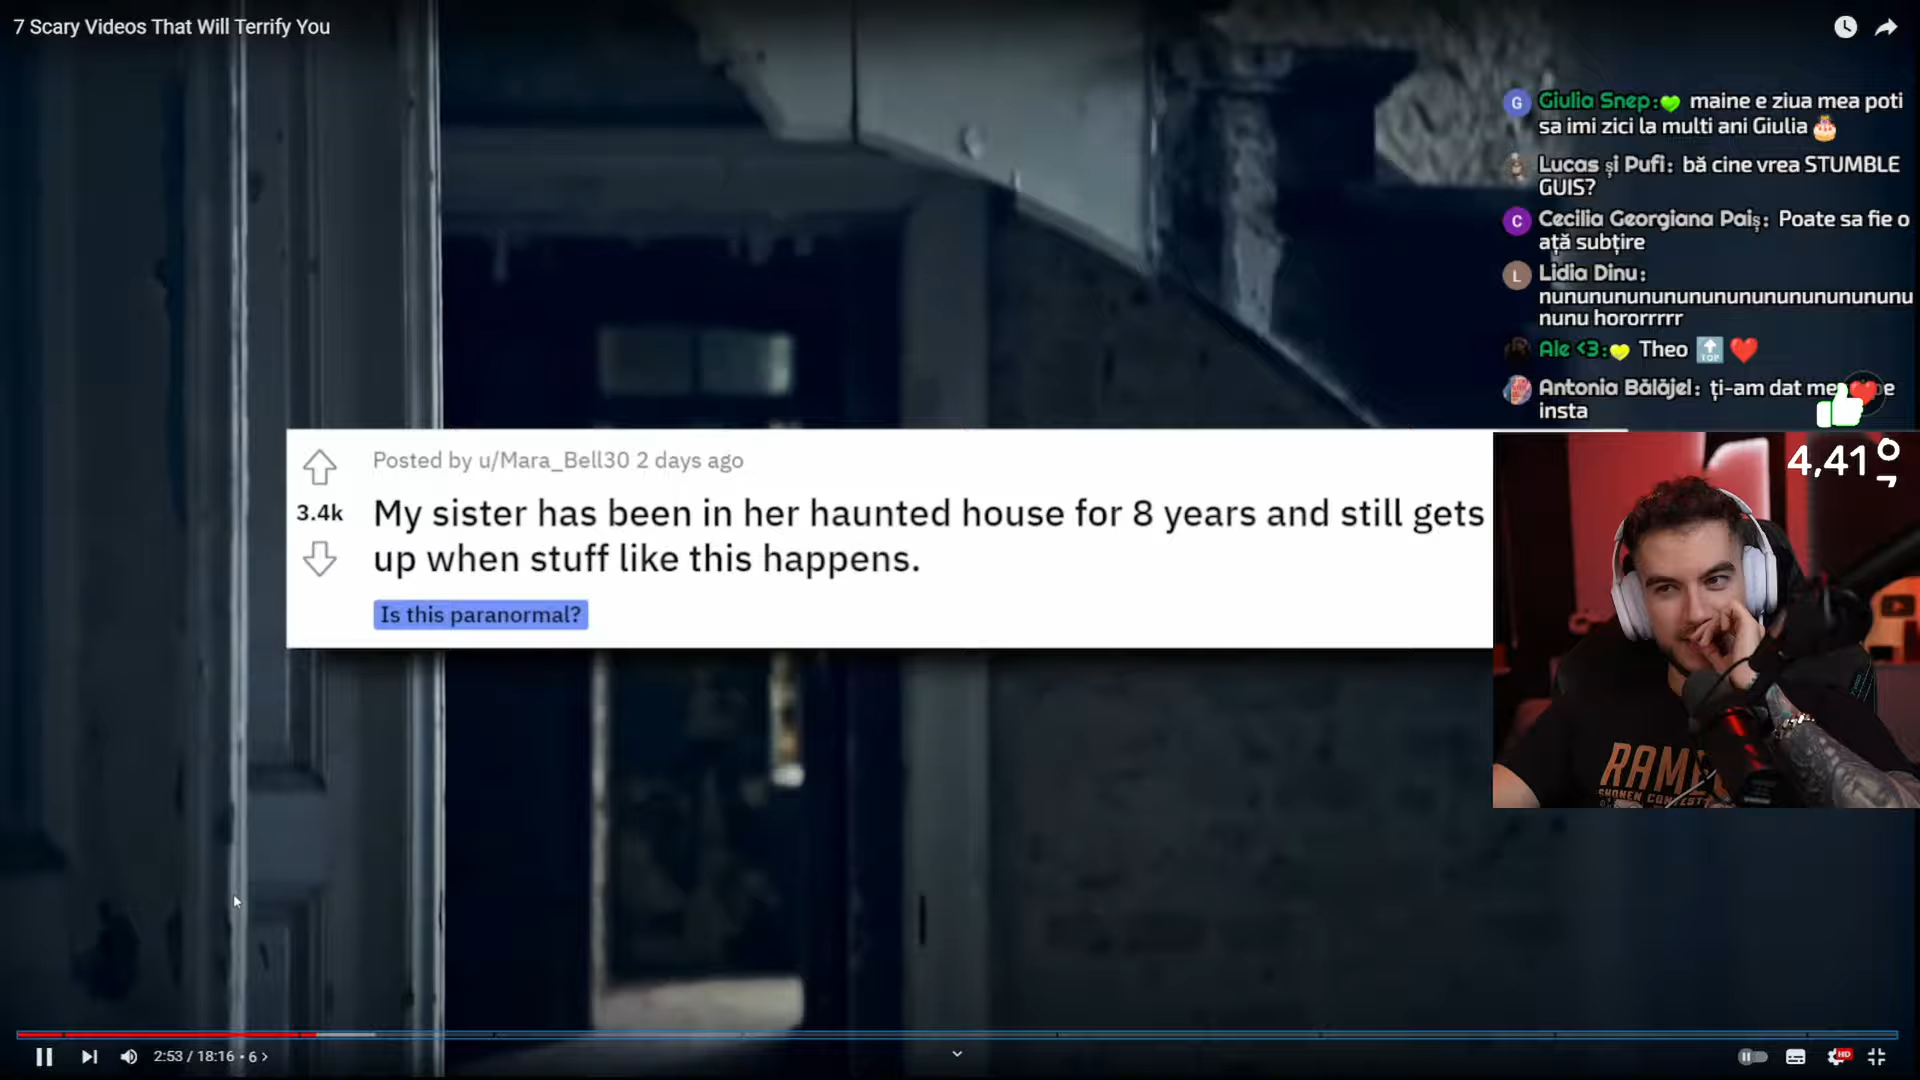 7 Scary Videos That Will Terrify You
G Giulia Snep:💚 maine e ziua mea poti
sa imi zici la multi ani Giulia 🎂
Lucas și Pufi: bă cine vrea STUMBLE
GUIS?
C Cecilia Georgiana Paiș: Poate sa fie o
ață subțire
L Lidia Dinu:
nunununununununununununununu
nunu hororrrrr
Ale <3:💛 Theo 🔝 ❤️
Antonia Bălăjel: ți-am dat
insta
4,41
Posted by u/Mara_Bell30 2 days ago
3.4k
My sister has been in her haunted house for 8 years and still gets
up when stuff like this happens.
Is this paranormal?
SHONEN CONTEST
2:53 / 18:16 • 6 >
HD